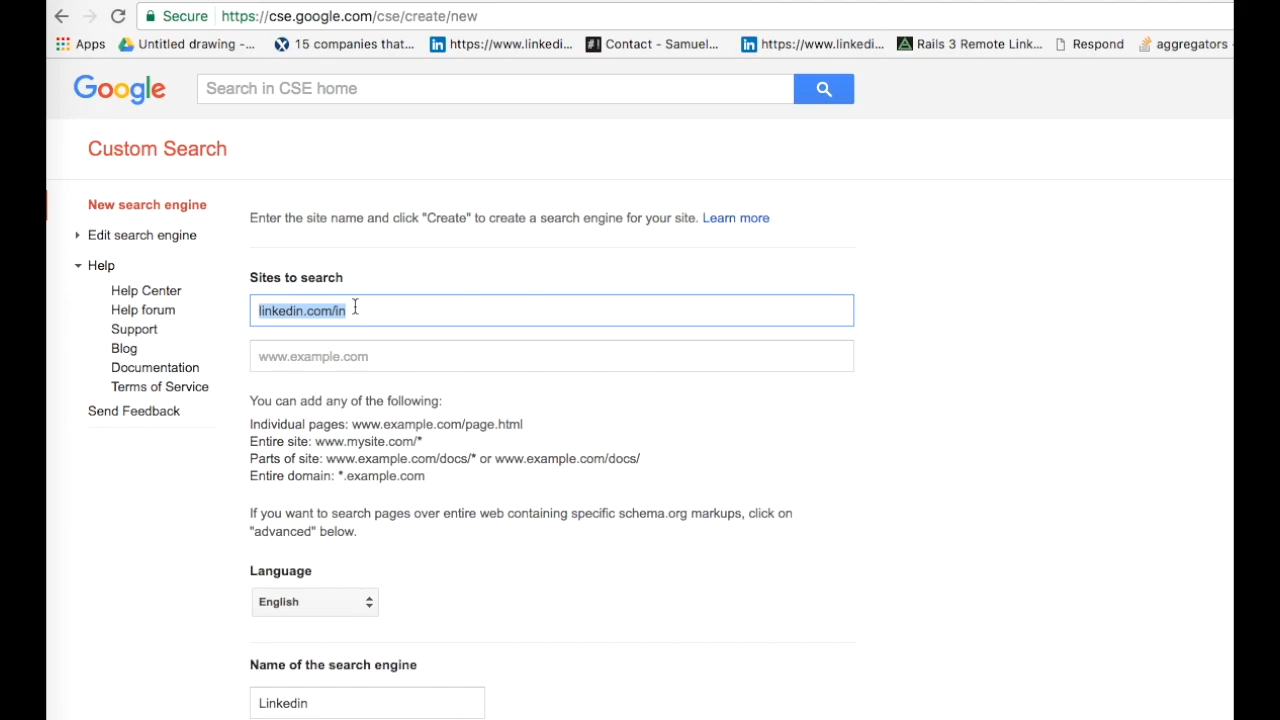 Secure https://cse.google.com/cse/create/new
Apps Untitled drawing -... 15 companies that... https://www.linkedi... Contact - Samuel... https://www.linkedi... Rails 3 Remote Link... Respond aggregators
Google Search in CSE home
Custom Search
New search engine
Edit search engine
Help
Help Center
Help forum
Support
Blog
Documentation
Terms of Service
Send Feedback
Enter the site name and click "Create" to create a search engine for your site. Learn more
Sites to search
linkedin.com/in
www.example.com
You can add any of the following:
Individual pages: www.example.com/page.html
Entire site: www.mysite.com/*
Parts of site: www.example.com/docs/* or www.example.com/docs/
Entire domain: *.example.com
If you want to search pages over entire web containing specific schema.org markups, click on
"advanced" below.
Language
English
Name of the search engine
Linkedin